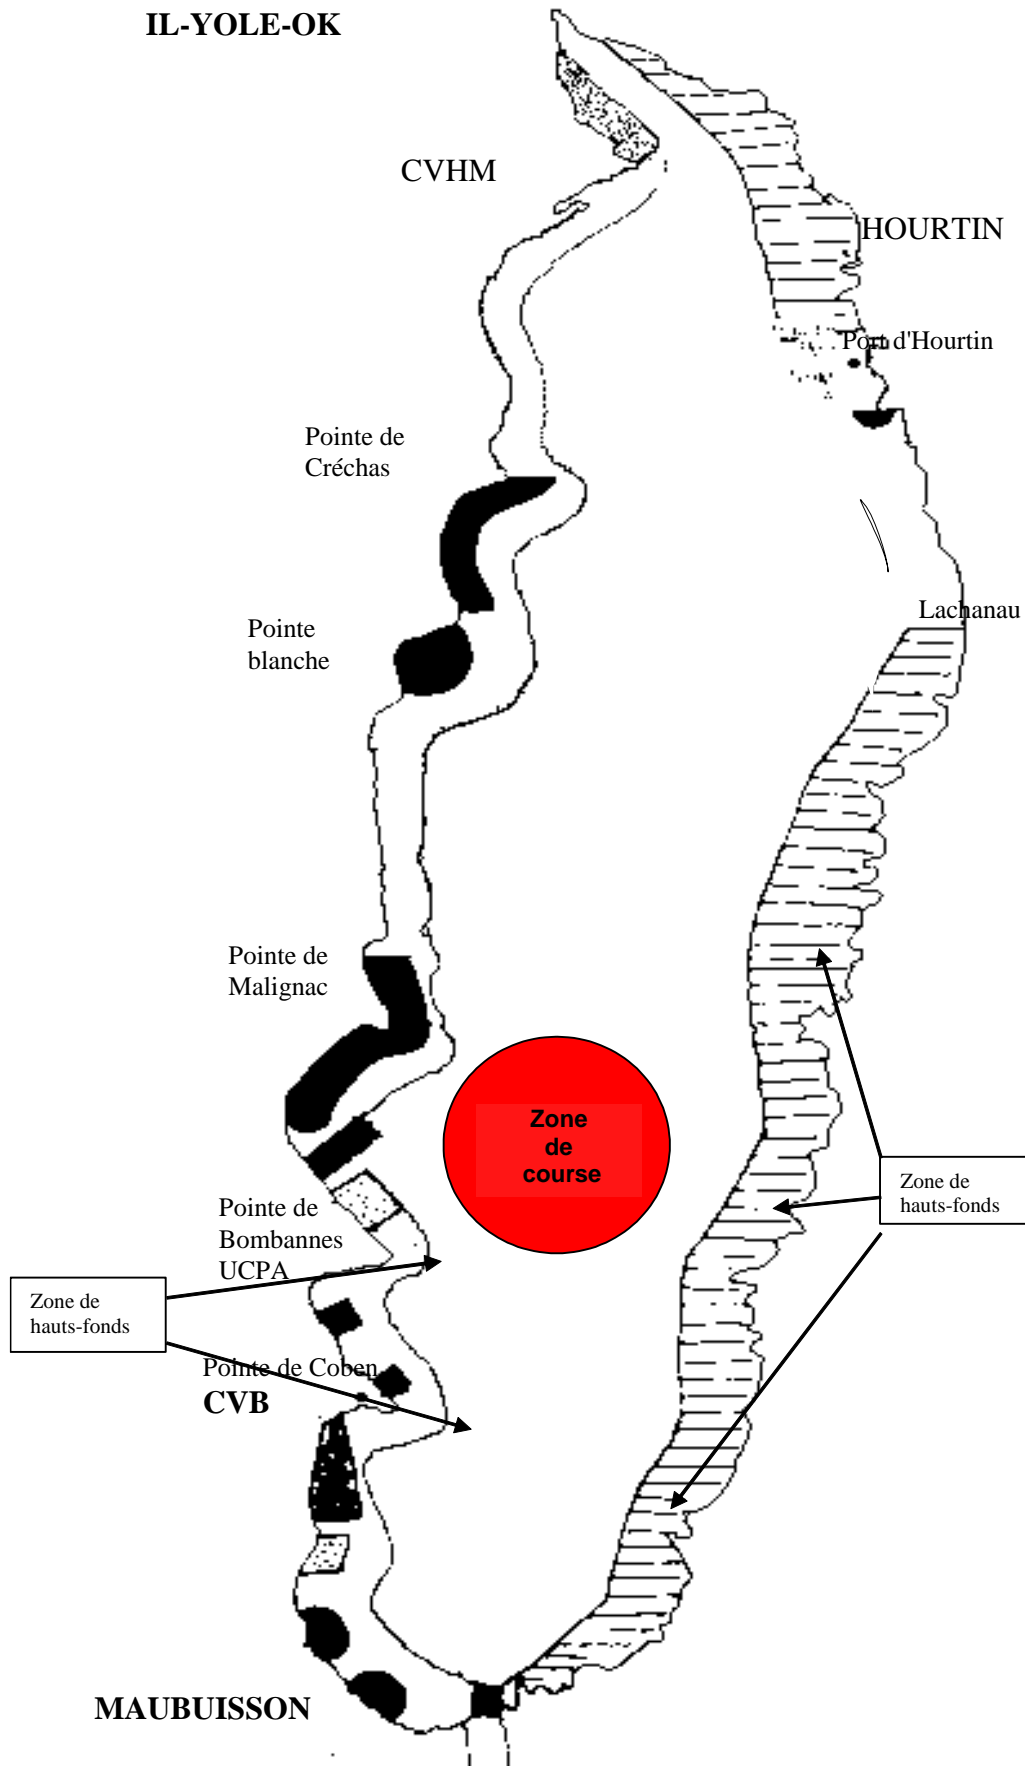 IL-YOLE-OK
CVHM
HOURTIN
Port d'Hourtin
Pointe de
Créchas
Lachanau
Pointe
blanche
Pointe de
Malignac
Zone
de
course
Zone de
hauts-fonds
Pointe de
Bombannes
UCPA
Zone de
hauts-fonds
Pointe de Coben
CVB
MAUBUISSON